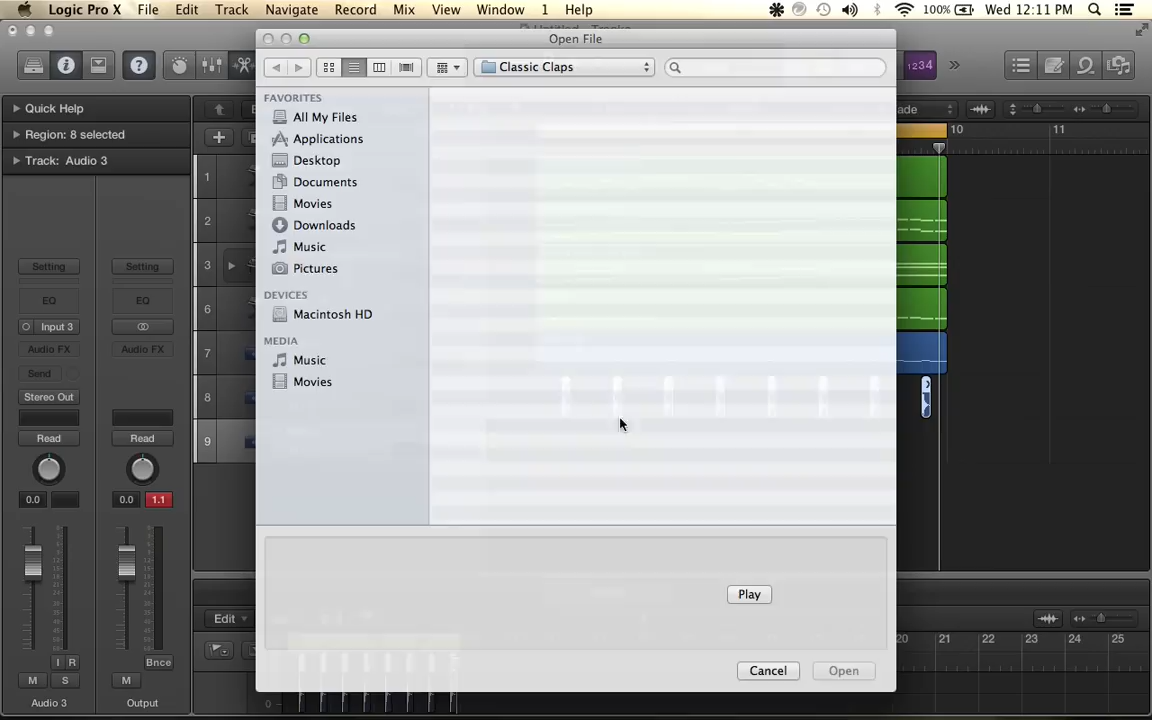 Logic Pro X File Edit Track Navigate Record Mix View Window 1 Help 100% Wed 12:11 PM
Open File
1234
Classic Claps
Quick Help
Region: 8 selected
Track: Audio 3
FAVORITES
All My Files
Applications
Desktop
Documents
Movies
Downloads
Music
Pictures
DEVICES
Macintosh HD
MEDIA
Music
Movies
Setting Setting
EQ EQ
Input 3
Audio FX Audio FX
Send
Stereo Out
Read Read
0.0 0.0 1.1
I R Bnce
M S M
Audio 3 Output
1
2
3
6
7
8
9
10 11
Play
Cancel Open
Edit
20 21 22 23 24 25
0